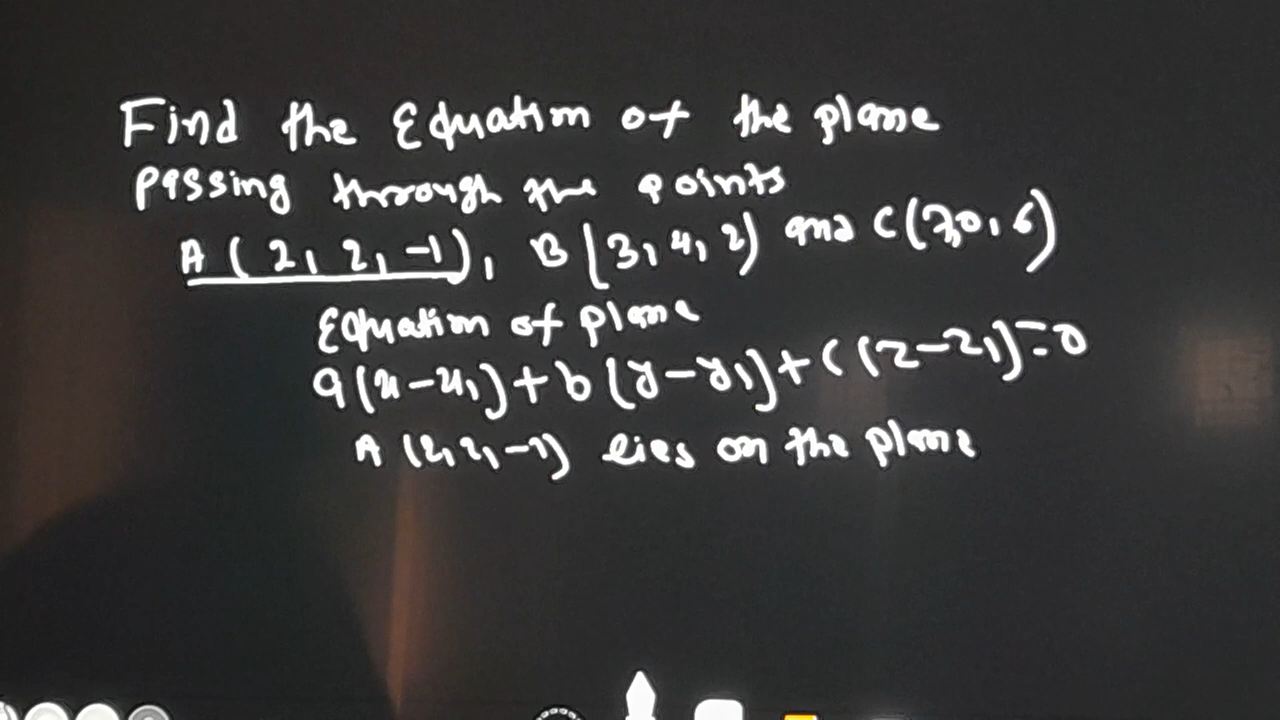 Find the Equation of the plane
passing through the points
A (2, 2, -1), B (3, 4, 2) and C (7, 0, 6)
Equation of plane
a(x-x₁)+b(y-y₁)+c(z-z₁)=0
A (2, 2, -1) lies on the plane